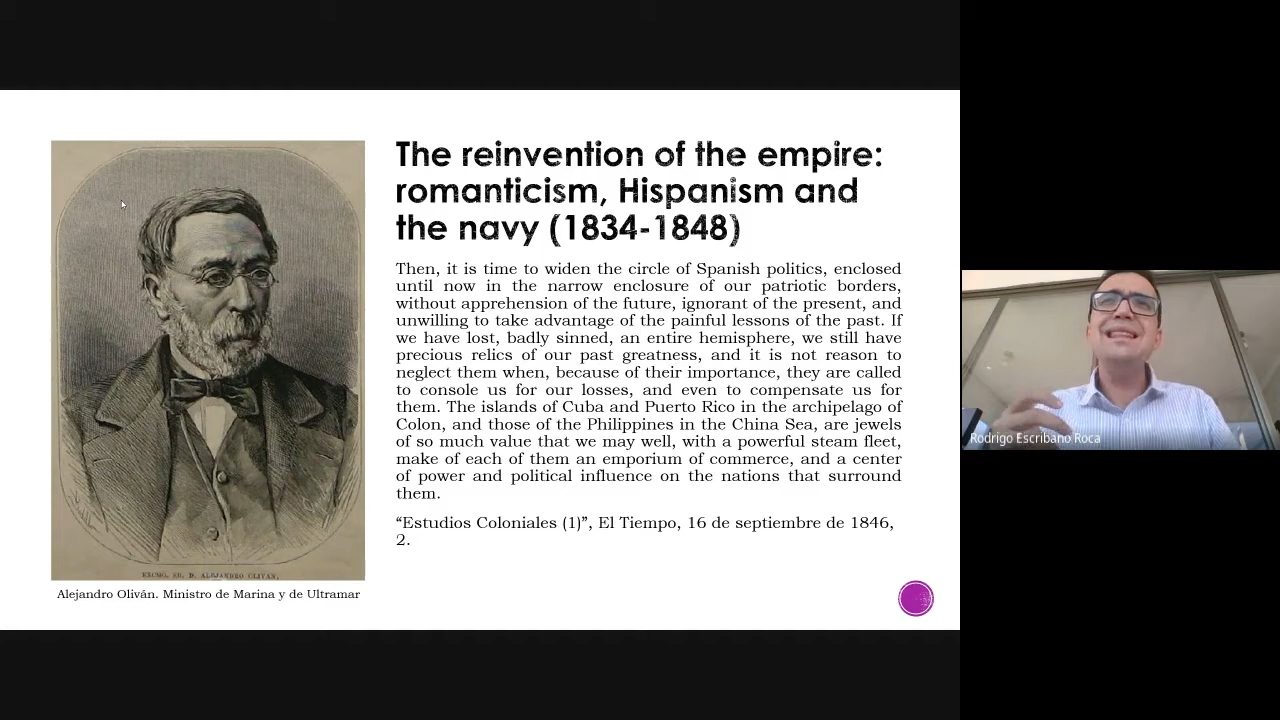 The reinvention of the empire:
romanticism, Hispanism and
the navy (1834-1848)
Then, it is time to widen the circle of Spanish politics, enclosed
until now in the narrow enclosure of our patriotic borders,
without apprehension of the future, ignorant of the present, and
unwilling to take advantage of the painful lessons of the past. If
we have lost, badly sinned, an entire hemisphere, we still have
precious relics of our past greatness, and it is not reason to
neglect them when, because of their importance, they are called
to console us for our losses, and even to compensate us for
them. The islands of Cuba and Puerto Rico in the archipelago of
Colon, and those of the Philippines in the China Sea, are jewels
of so much value that we may well, with a powerful steam fleet,
make of each of them an emporium of commerce, and a center
of power and political influence on the nations that surround
them.
“Estudios Coloniales (1)”, El Tiempo, 16 de septiembre de 1846,
2.
EXCMO. SR. D. ALEJANDRO OLIVAN.
Alejandro Oliván. Ministro de Marina y de Ultramar
Rodrigo Escribano Roca